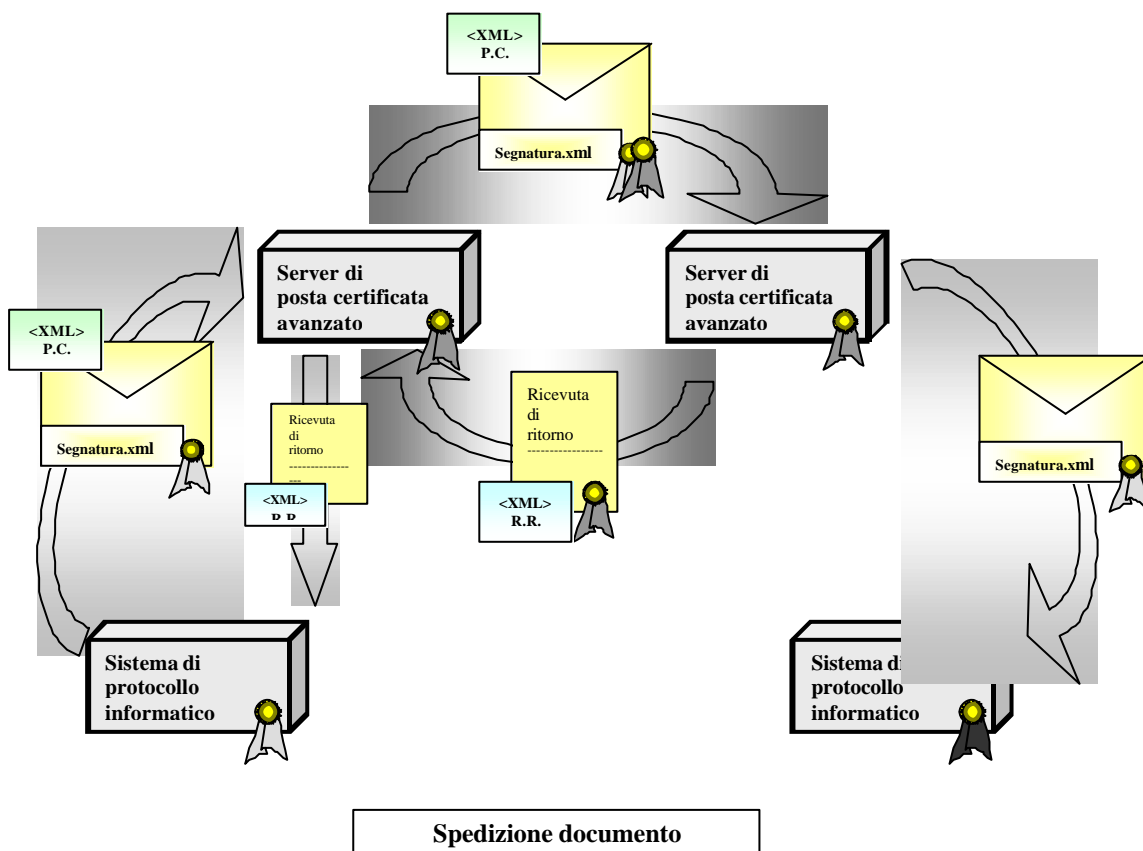 <XML>
P.C.
Segnatura.xml
Server di
posta certificata
avanzato
Server di
posta certificata
avanzato
<XML>
P.C.
Segnatura.xml
Ricevuta
di
ritorno
------------------
---
<XML>
R.R.
Ricevuta
di
ritorno
------------------
<XML>
R.R.
Segnatura.xml
Sistema di
protocollo
informatico
Sistema di
protocollo
informatico
Spedizione documento